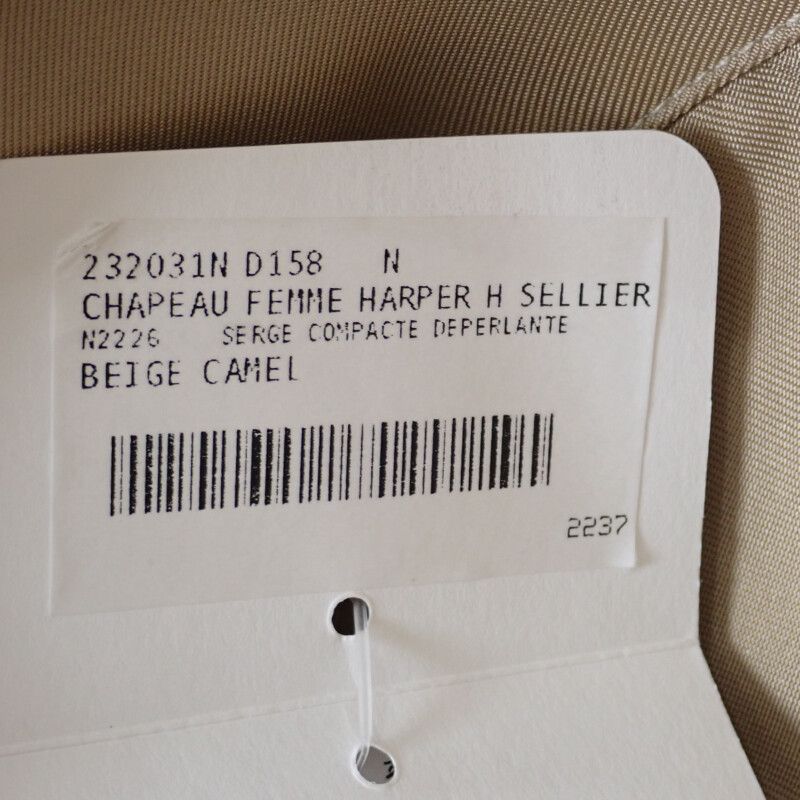 232031N D158 N
CHAPEAU FEMME HARPER H SELLIER
N2226 SERGE COMPACTE DEPERLANTE
BEIGE CAMEL
2237